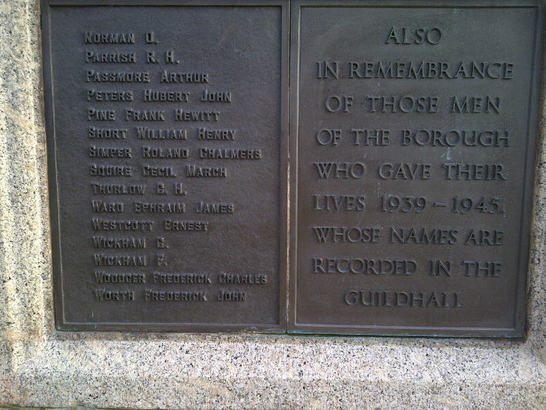 NORMAN O.
PARRISH R. H.
PASSMORE ARTHUR
PETERS HUBERT JOHN
PINE FRANK HEWITT
SHORT WILLIAM HENRY
SIMPER ROLAND CHALMERS
SQUIRE CECIL MARCH
THURLOW C. H.
WARD EPHRAIM JAMES
WESTCOTT ERNEST
WICKHAM
WICKHAM
WOODGER FREDERICK CHARLES
WORTH FREDERICK JOHN
ALSO
IN REMEMBRANCE
OF THOSE MEN
OF THE BOROUGH
WHO GAVE THEIR
LIVES 1939-1945.
WHOSE NAMES ARE
RECORDED IN THE
GUILDHALL